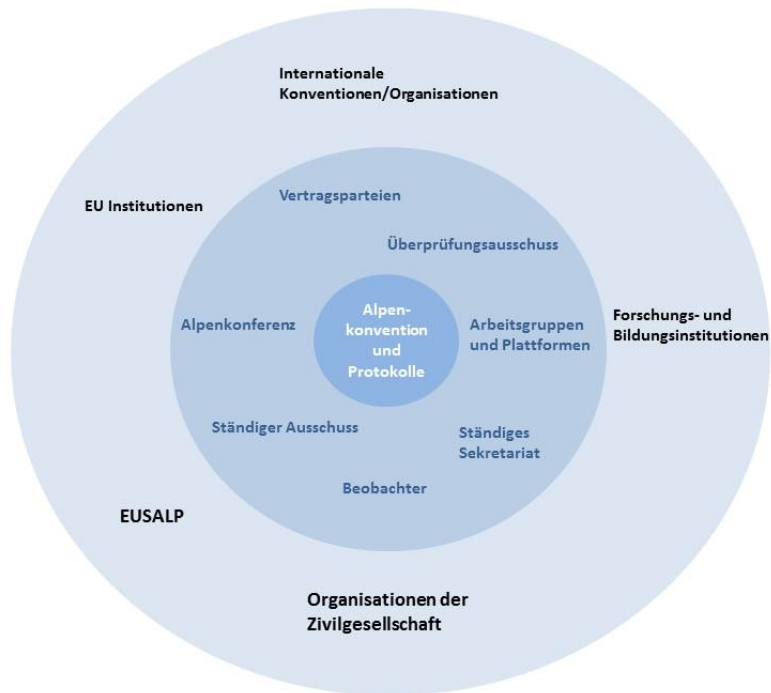 Internationale
Konventionen/Organisationen
EU Institutionen
Vertragsparteien
Überprüfungsausschuss
Alpenkonferenz
Alpen-
konvention
und
Protokolle
Arbeitsgruppen
und Plattformen
Forschungs- und
Bildungsinstitutionen
Ständiger Ausschuss
Ständiges
Sekretariat
Beobachter
EUSALP
Organisationen der
Zivilgesellschaft